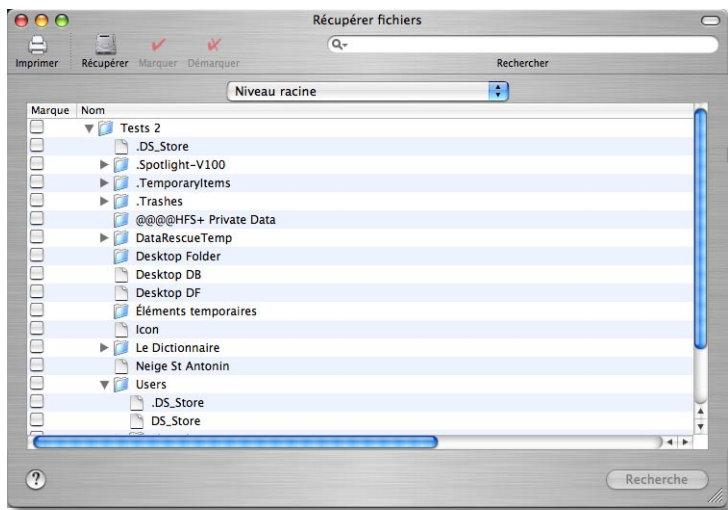 Récupérer fichiers
Imprimer Récupérer Marquer Démarquer Rechercher
Niveau racine
Marque Nom
Tests 2
.DS_Store
.Spotlight-V100
.TemporaryItems
.Trashes
@@@@HFS+ Private Data
DataRescueTemp
Desktop Folder
Desktop DB
Desktop DF
Éléments temporaires
Icon
Le Dictionnaire
Neige St Antonin
Users
.DS_Store
DS_Store
?
Recherche